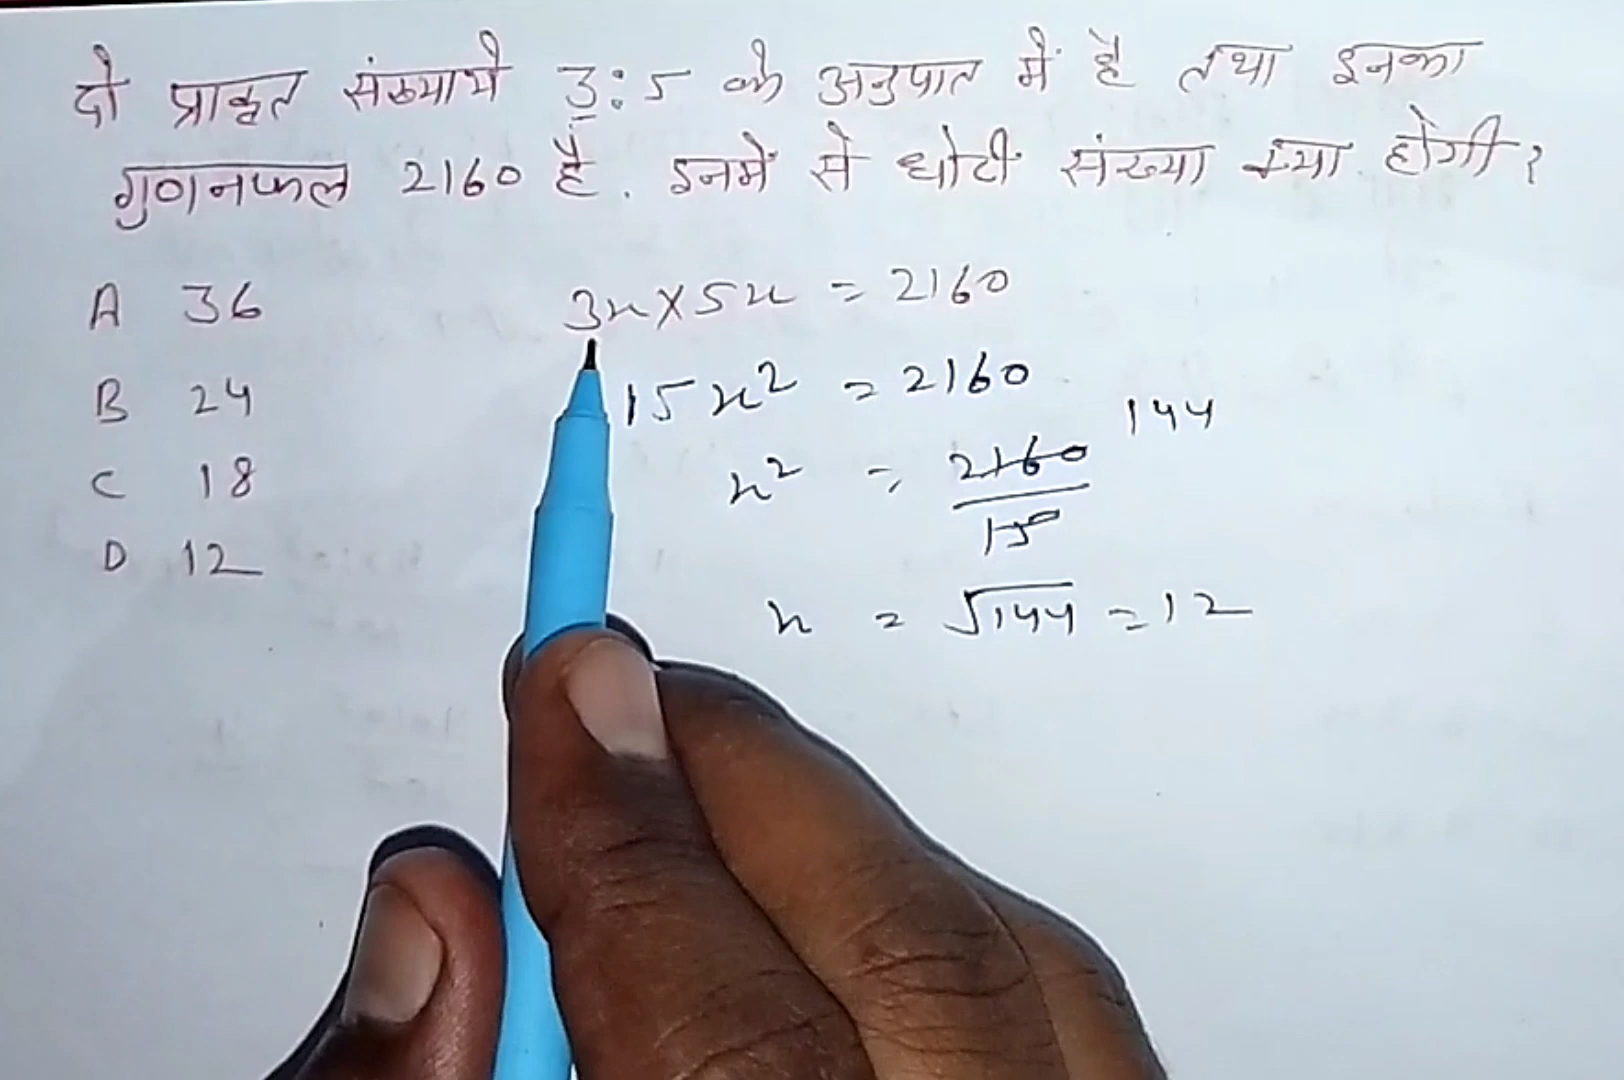 दो प्राकृत संख्याये 3:5 के अनुपात में है तथा इनका
गुणनफल 2160 है. इनमें से छोटी संख्या क्या होगी?
A 36
B 24
C 18
D 12
3x×5x = 2160
15x² = 2160
x² = 2160/15 144
x = √144 = 12